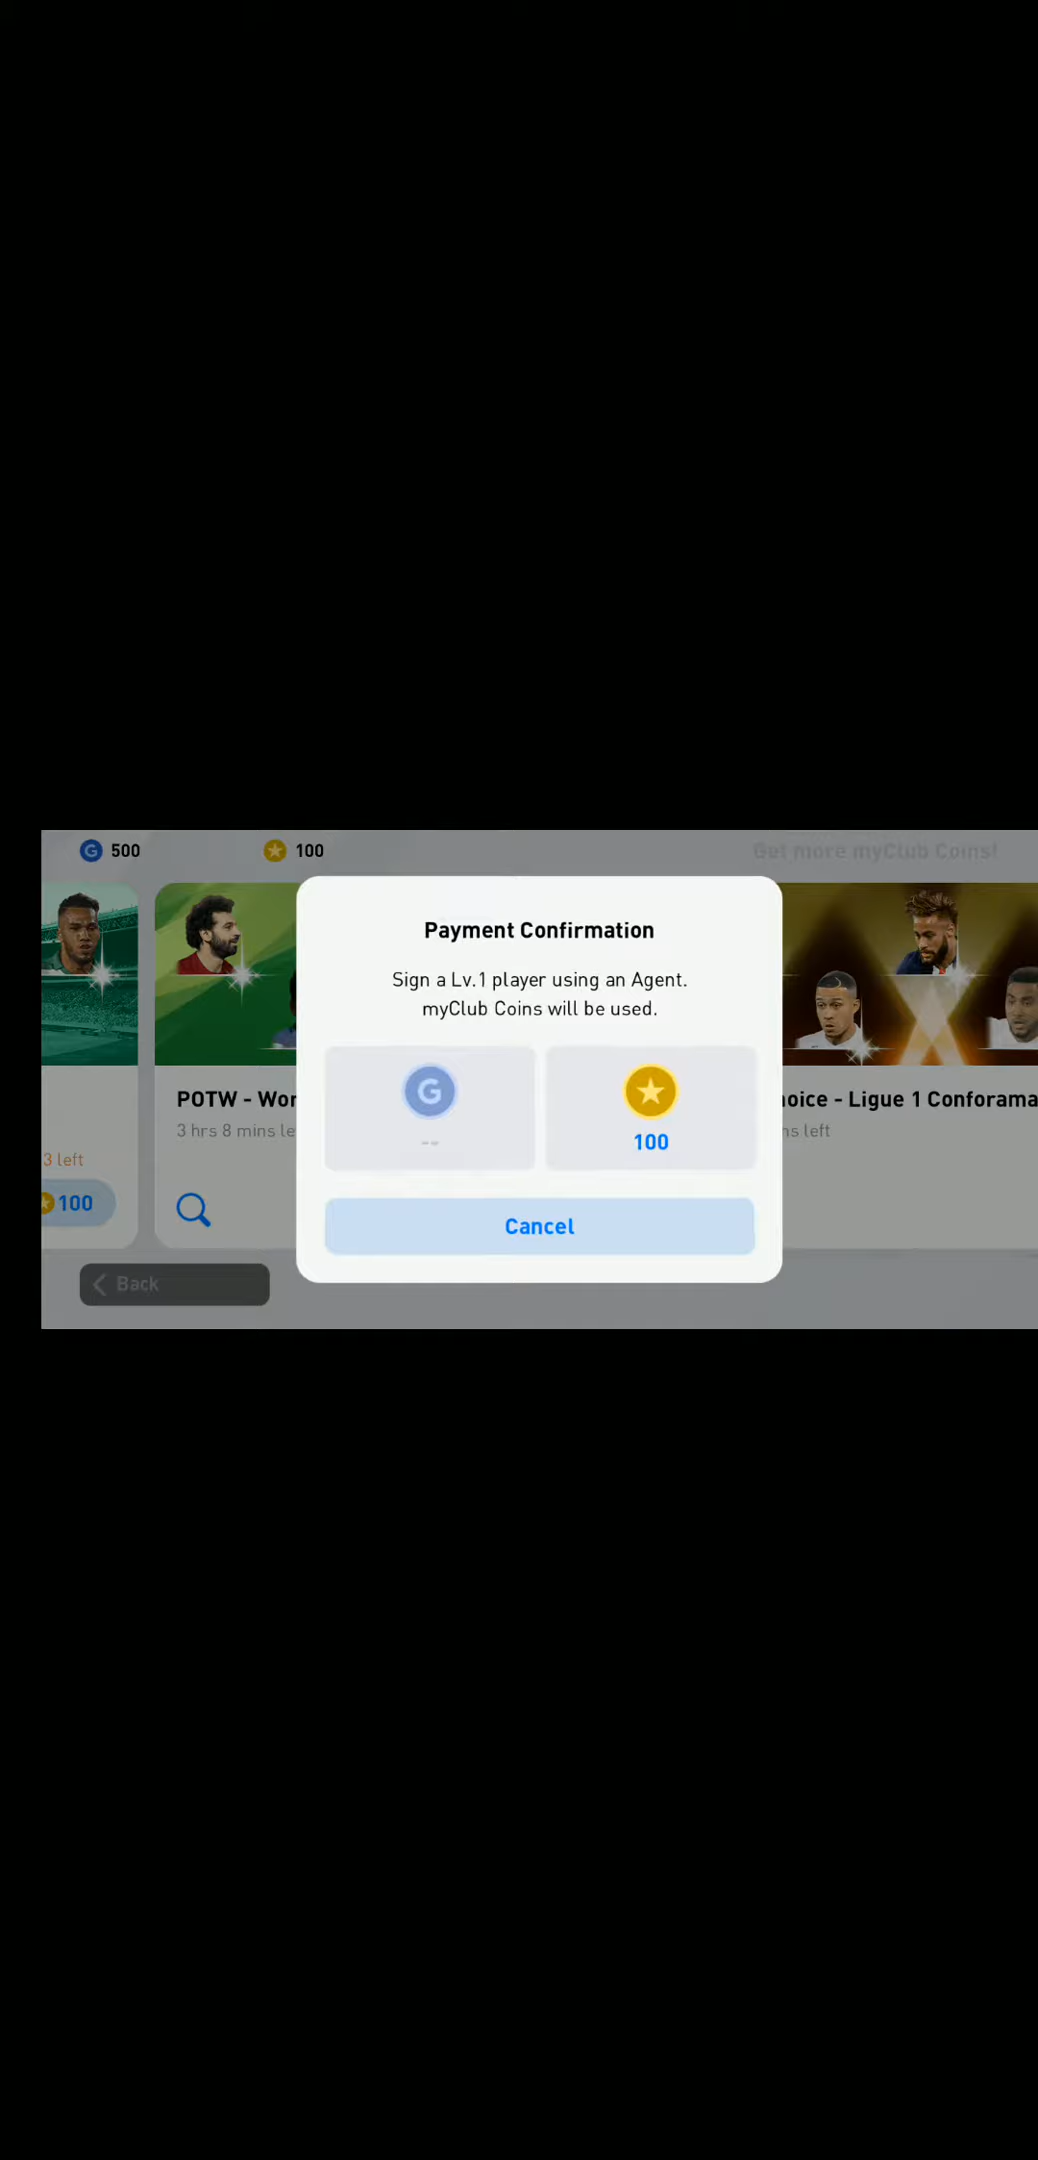 G 500
100
Get more myClub Coins!
Payment Confirmation
Sign a Lv.1 player using an Agent.
myClub Coins will be used.
G
--
100
Cancel
3 left
100
POTW - Wor
3 hrs 8 mins le
hoice - Ligue 1 Conforama
ns left
Back